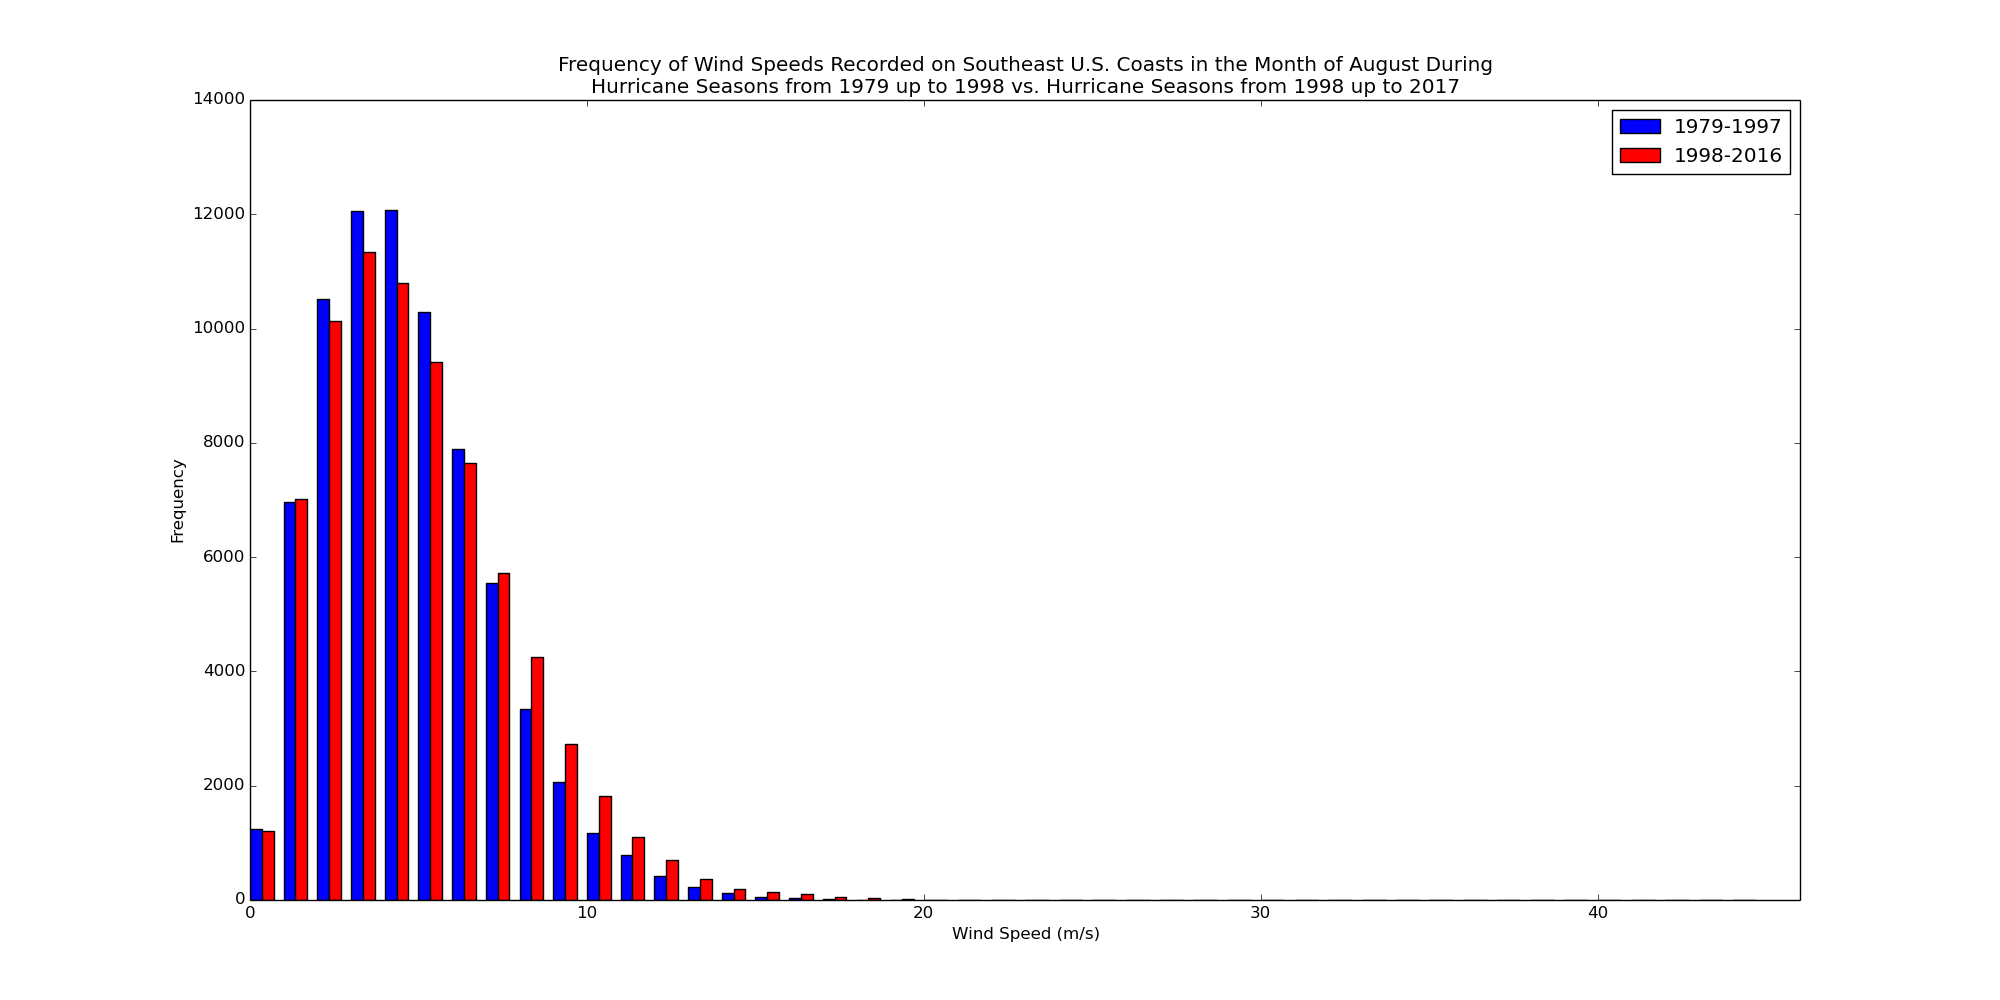 Frequency of Wind Speeds Recorded on Southeast U.S. Coasts in the Month of August During
Hurricane Seasons from 1979 up to 1998 vs. Hurricane Seasons from 1998 up to 2017
1979-1997
1998-2016
14000
12000
10000
8000
6000
4000
2000
0
Frequency
0 10 20 30 40
Wind Speed (m/s)